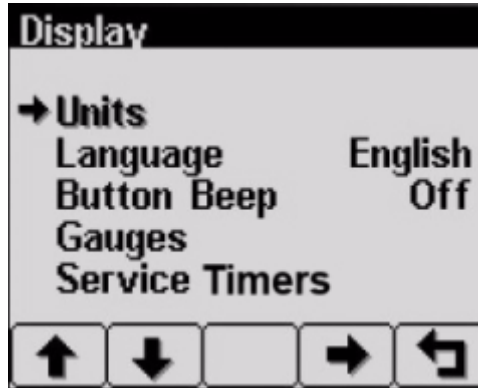 Display
Units
Language English
Button Beep Off
Gauges
Service Timers